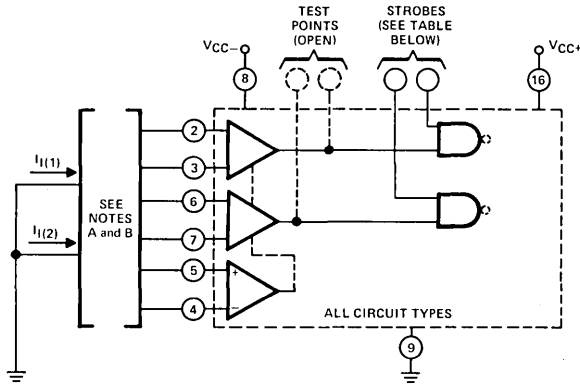 TEST
POINTS
(OPEN)
STROBES
(SEE TABLE
BELOW)
VCC−
VCC+
8
16
2
3
6
7
5
4
II(1)
II(2)
SEE
NOTES
A and B
+
−
ALL CIRCUIT TYPES
9